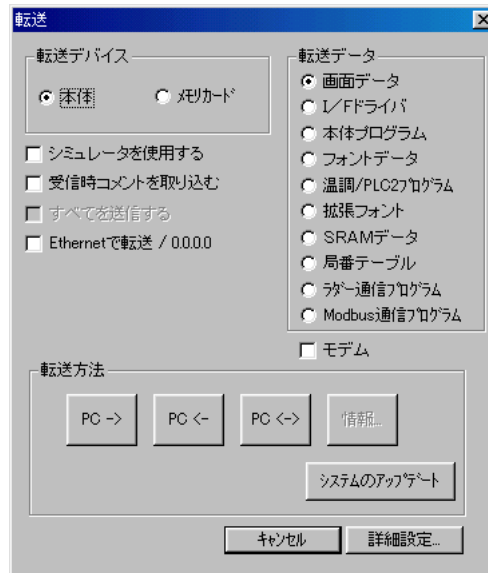 転送
転送デバイス
本体
ﾒﾓﾘｶｰﾄﾞ
シミュレータを使用する
受信時コメントを取り込む
すべてを送信する
Ethernetで転送 / 0.0.0.0
転送データ
画面データ
I／Fドライバ
本体プログラム
フォントデータ
温調/PLC2ﾌﾟﾛｸﾞﾗﾑ
拡張フォント
SRAMデータ
局番テーブル
ﾗﾀﾞｰ通信ﾌﾟﾛｸﾞﾗﾑ
Modbus通信ﾌﾟﾛｸﾞﾗﾑ
モデム
転送方法
PC ->
PC <-
PC <->
情報...
ｼｽﾃﾑのｱｯﾌﾟﾃﾞｰﾄ
ｷｬﾝｾﾙ
詳細設定...